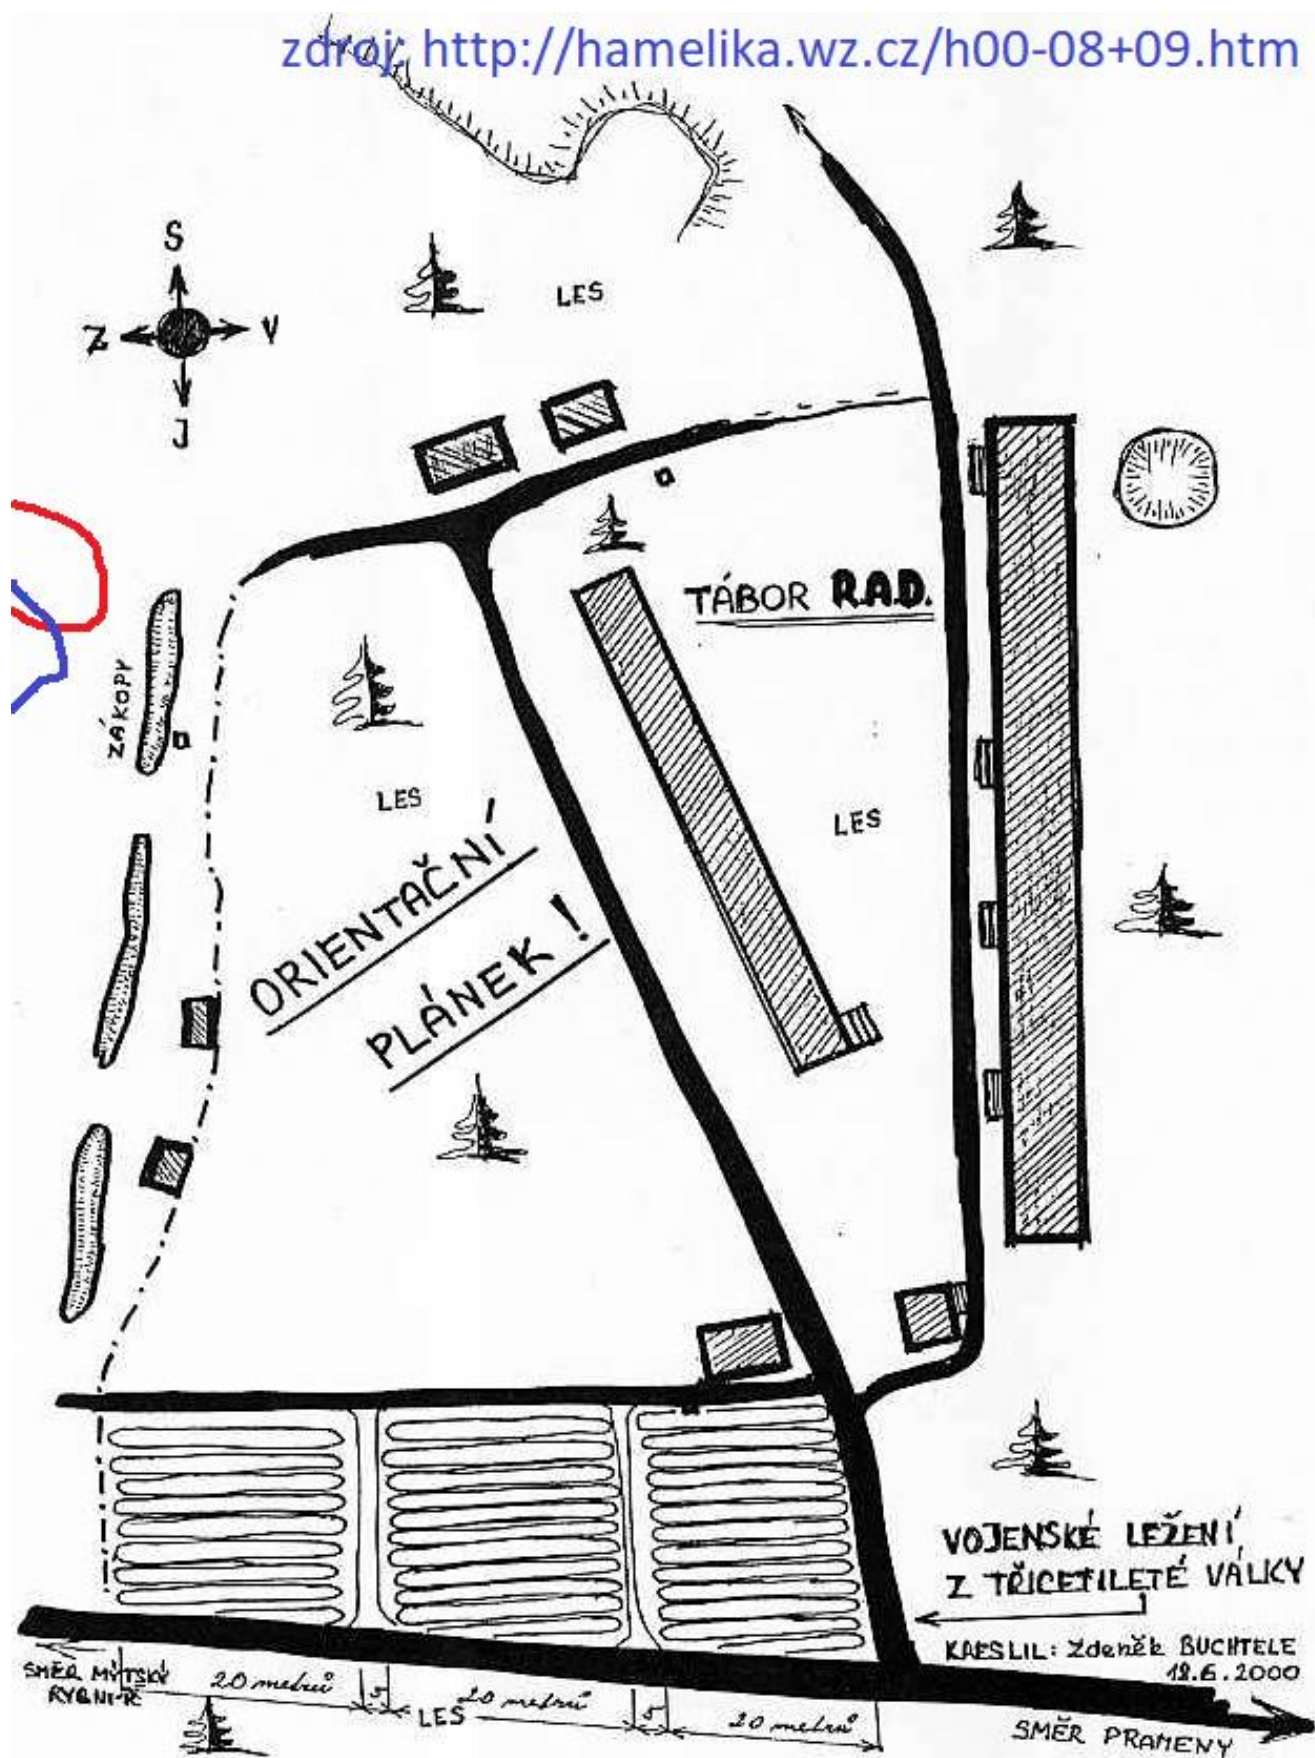 zdroj: http://hamelika.wz.cz/h00-08+09.htm
S
LES
Z
V
J
TÁBOR R.A.D.
ZÁKOPY
LES
LES
ORIENTAČNÍ
PLÁNEK!
VOJENSKÉ LEŽENÍ
Z TŘICETILETÉ VÁLKY
KRESLIL: Zdeněk BUCHTELE
12.6.2000
SMĚR MÝTSKÝ
RYBNÍK
20 metrů
5
20 metrů
5
20 metrů
LES
SMĚR PRAMENY